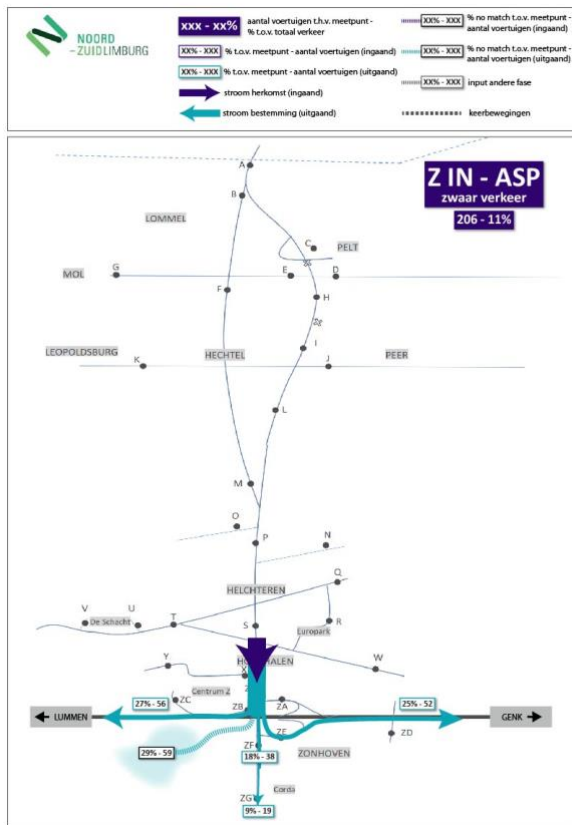 NOORD
-ZUIDLIMBURG
xxx - xx%
aantal voertuigen t.h.v. meetpunt -
% t.o.v. totaal verkeer
XX% - XXX
% t.o.v. meetpunt - aantal voertuigen (ingaand)
XX% - XXX
% t.o.v. meetpunt - aantal voertuigen (uitgaand)
stroom herkomst (ingaand)
stroom bestemming (uitgaand)
XX% - XXX
% no match t.o.v. meetpunt -
aantal voertuigen (ingaand)
XX% - XXX
% no match t.o.v. meetpunt -
aantal voertuigen (uitgaand)
XX% - XXX
input andere fase
keerbewegingen
Z IN - ASP
zwaar verkeer
206 - 11%
A
B
LOMMEL
C
PELT
MOL
G
E
D
F
H
LEOPOLDSBURG
HECHTEL
I
PEER
K
J
L
M
O
P
N
HELCHTEREN
Q
V
U
T
S
R
De Schacht
Europark
Y
X
W
Centrum 2
27% - 56
ZC
ZB
ZA
25% - 52
LUMMEN
GENK
ZE
ZD
29% - 59
ZF
ZONHOVEN
18% - 38
Corda
ZG
9% - 19